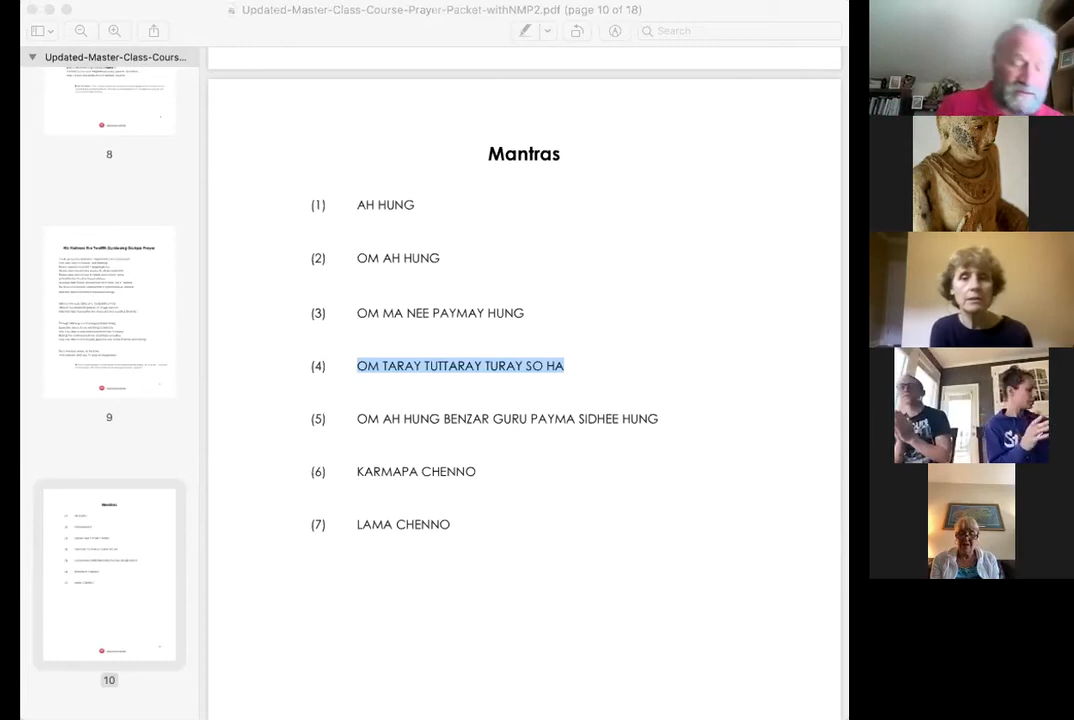 Updated-Master-Class-Course-Prayer-Packet-withNMP2.pdf (page 10 of 18)
Search
Updated-Master-Class-Cours...
8
9
10
Mantras
(1) AH HUNG
(2) OM AH HUNG
(3) OM MA NEE PAYMAY HUNG
(4) OM TARAY TUTTARAY TURAY SO HA
(5) OM AH HUNG BENZAR GURU PAYMA SIDHEE HUNG
(6) KARMAPA CHENNO
(7) LAMA CHENNO